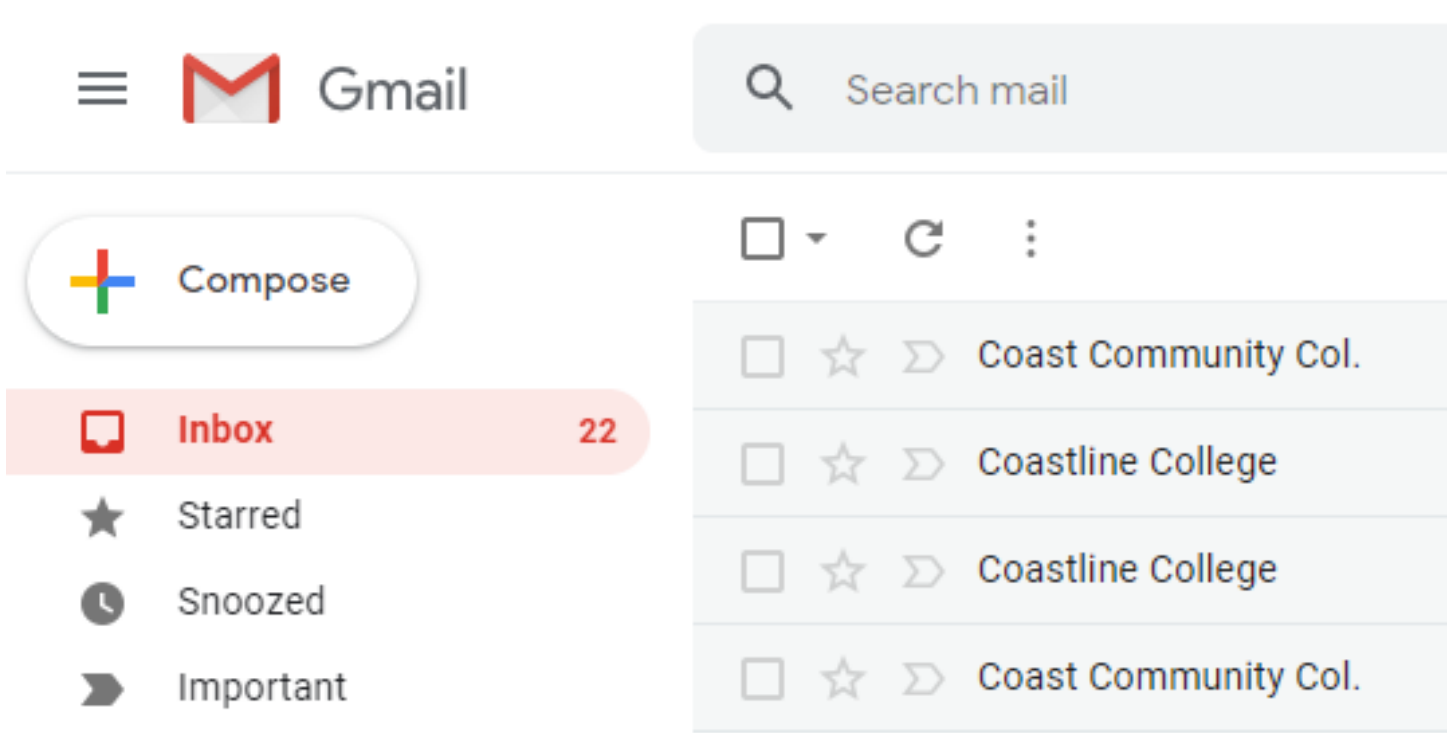 Gmail
Search mail
Compose
Inbox 22
Starred
Snoozed
Important
Coast Community Col.
Coastline College
Coastline College
Coast Community Col.